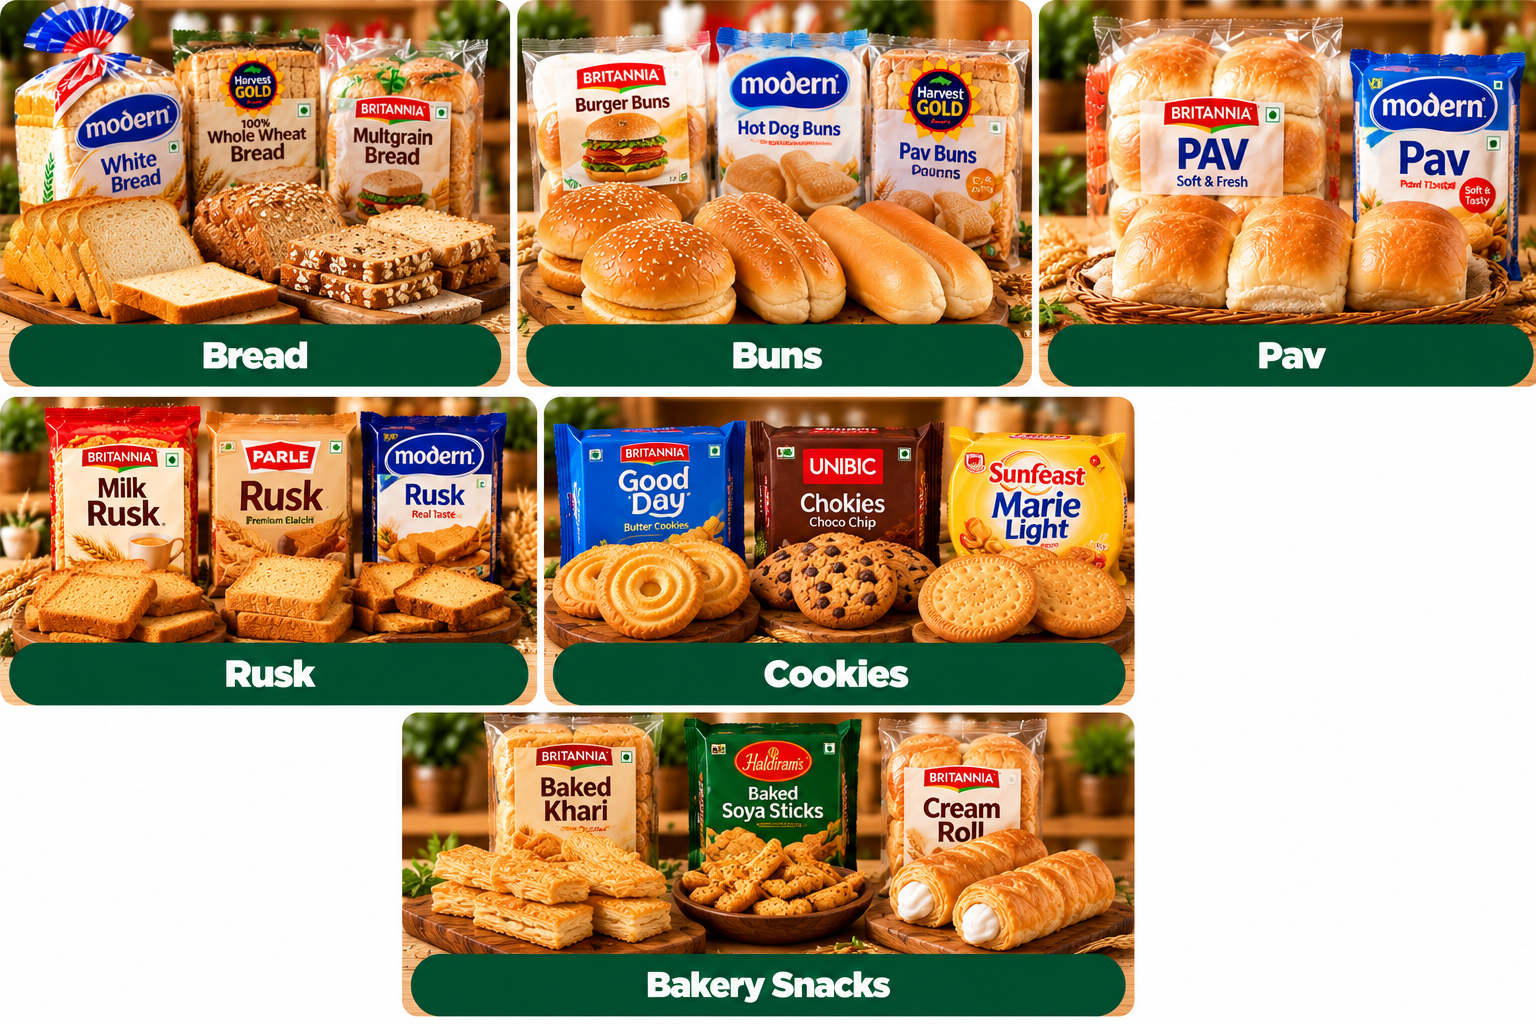 modern
White
Bread
Harvest
GOLD
100%
Whole Wheat
Bread
BRITANNIA
Multgrain
Bread
Bread
BRITANNIA
Burger Buns
modern
Hot Dog Buns
Harvest
GOLD
Pav Buns
Buns
BRITANNIA
PAV
Soft & Fresh
modern
Pav
Soft &
Tasty
Pav
BRITANNIA
Milk
Rusk
PARLE
Rusk
Premium Elaichi
modern
Rusk
Real Taste
Rusk
BRITANNIA
Good
Day
Butter Cookies
UNIBIC
Chokies
Choco Chip
Sunfeast
Marie
Light
Cookies
BRITANNIA
Baked
Khari
Haldiram's
Baked
Soya Sticks
BRITANNIA
Cream
Roll
Bakery Snacks